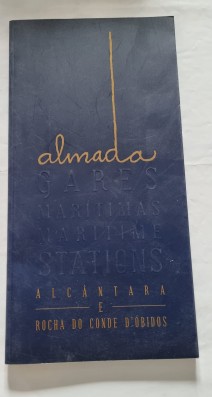 almada
GARES
MARÍTIMAS
MARITIME
STATIONS
ALCÂNTARA
E
ROCHA DO CONDE D'ÓBIDOS